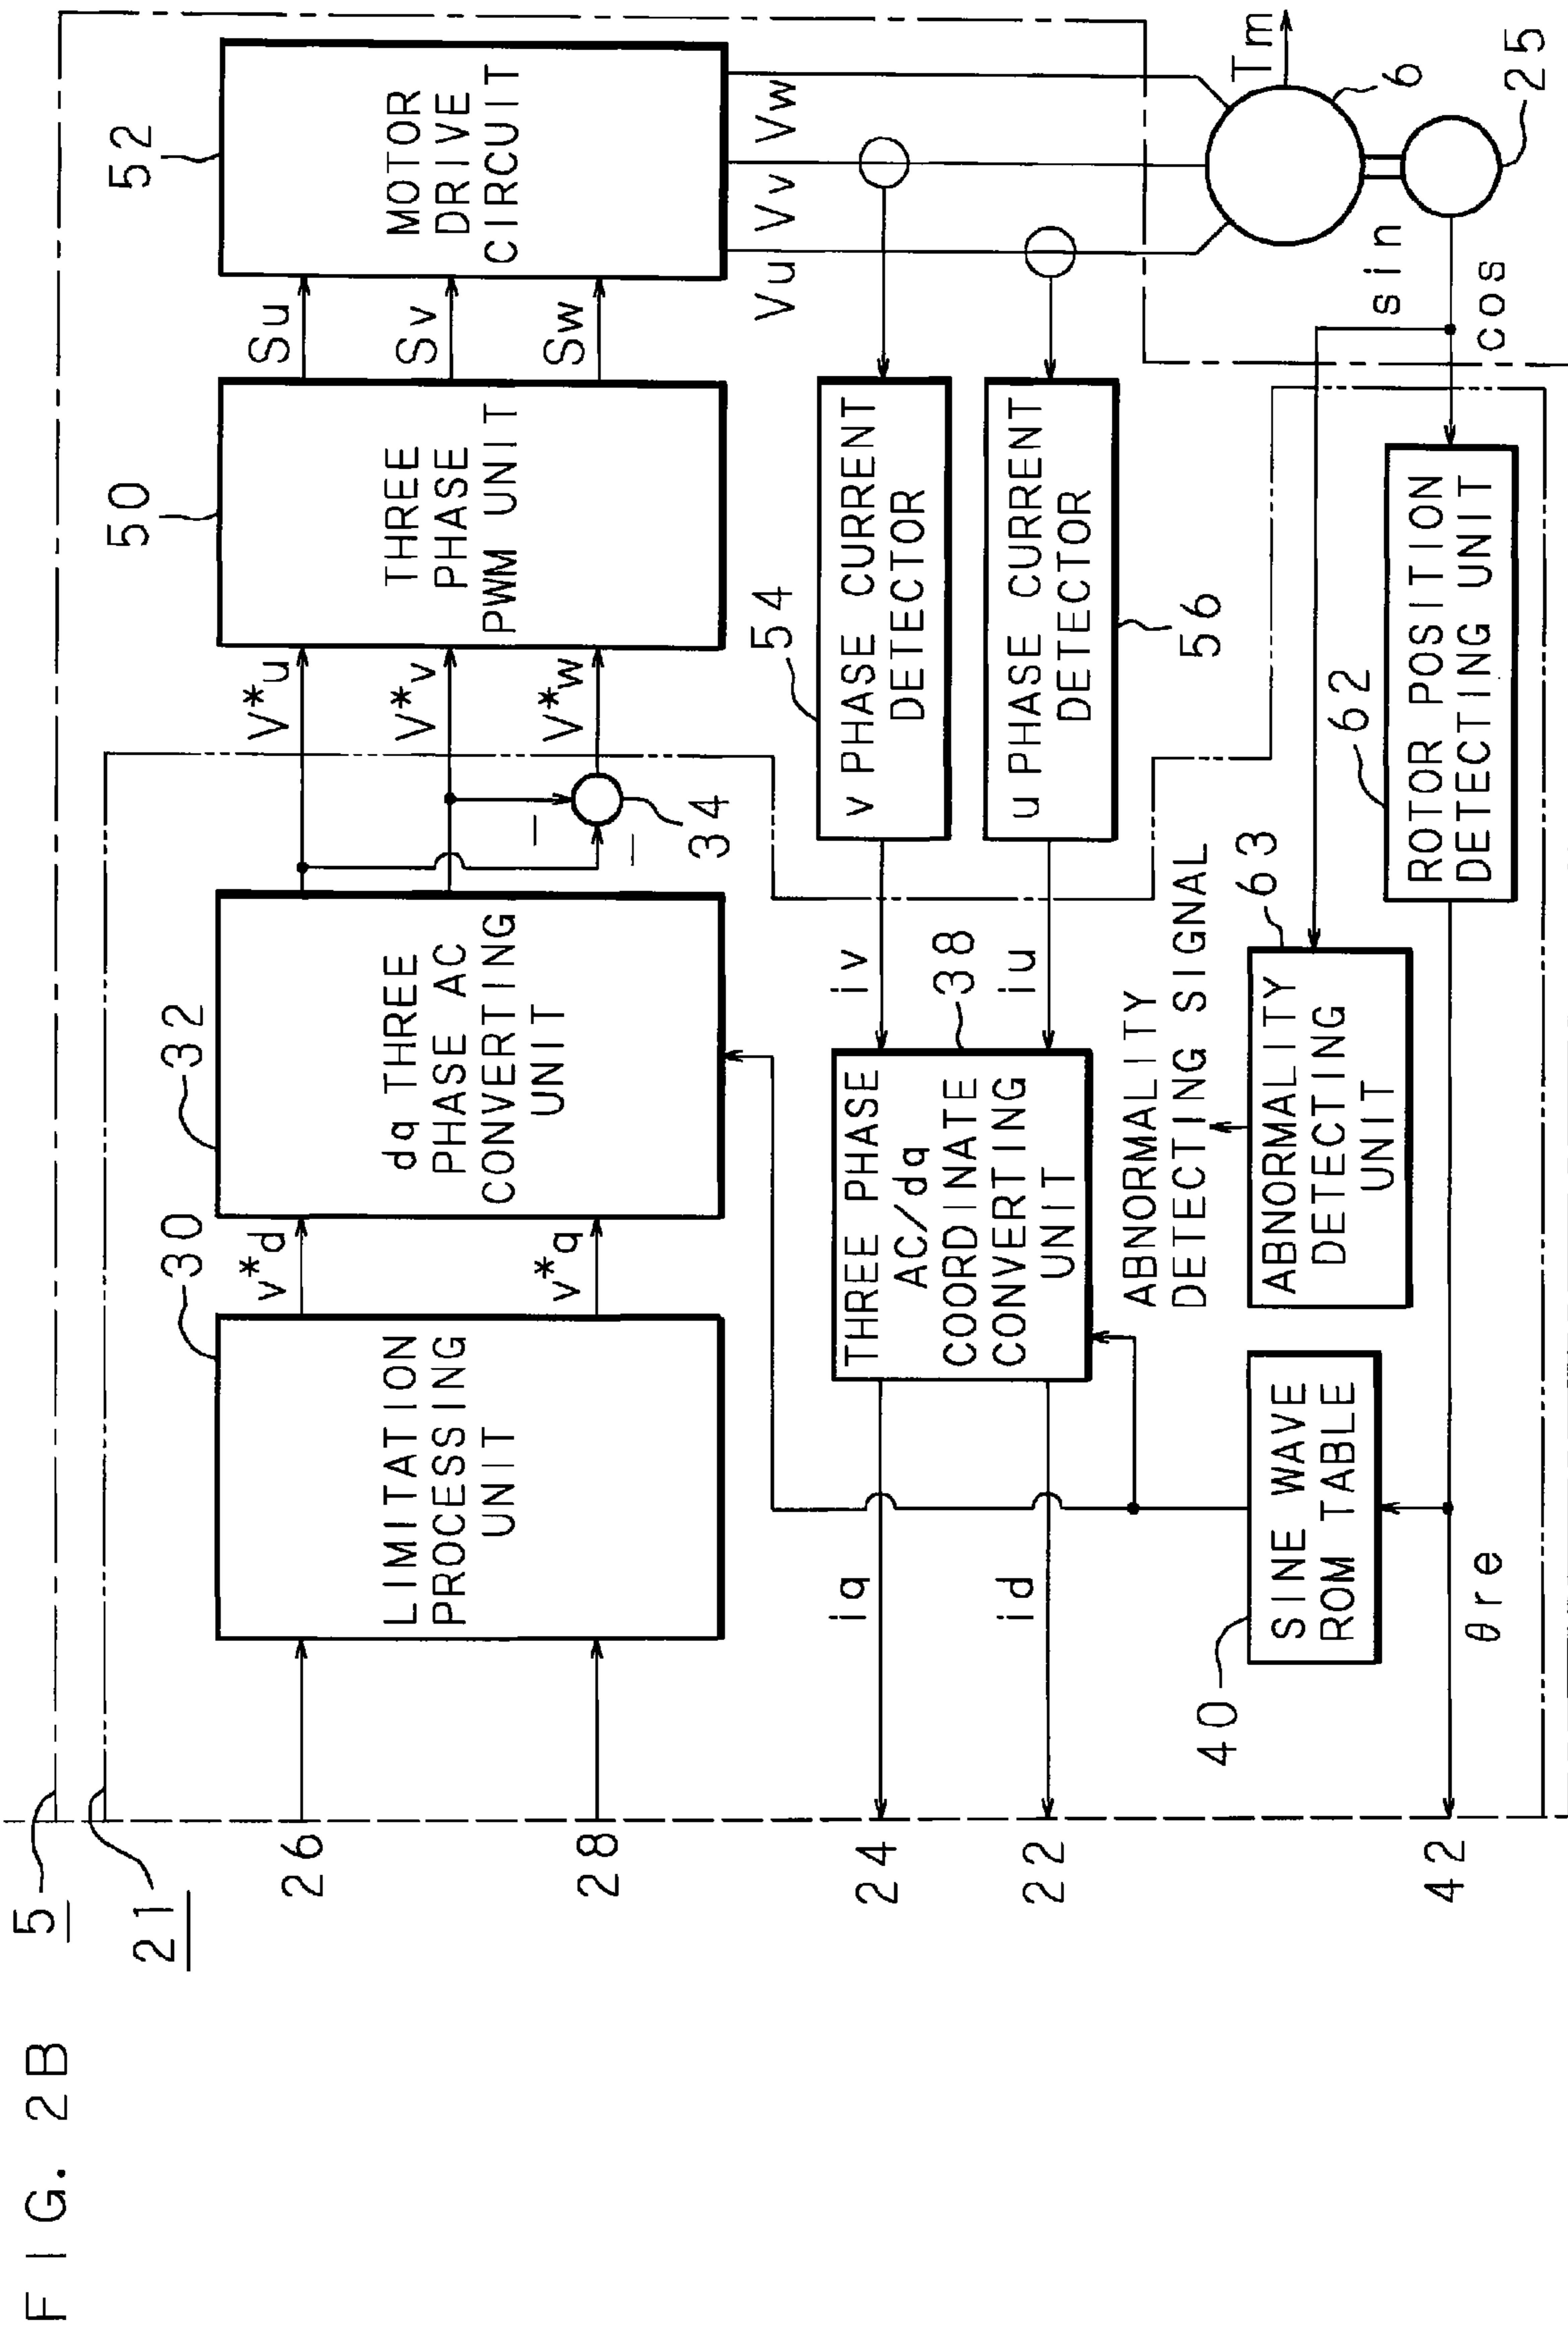 FIG. 2B
5
21
26
28
24
22
42
30
LIMITATION
PROCESSING
UNIT
v*d
v*q
32
dq THREE
PHASE AC
CONVERTING
UNIT
34
−
−
V*u
V*v
V*w
50
THREE
PHASE
PWM UNIT
Su
Sv
Sw
52
MOTOR
DRIVE
CIRCUIT
Vu
Vv
Vw
iq
id
THREE PHASE
AC/dq
COORDINATE
CONVERTING
UNIT
38
iv
iu
54
v PHASE CURRENT
DETECTOR
u PHASE CURRENT
DETECTOR
56
ABNORMALITY
DETECTING SIGNAL
40
SINE WAVE
ROM TABLE
63
ABNORMALITY
DETECTING
UNIT
62
ROTOR POSITION
DETECTING UNIT
θre
sin
cos
Tm
6
25